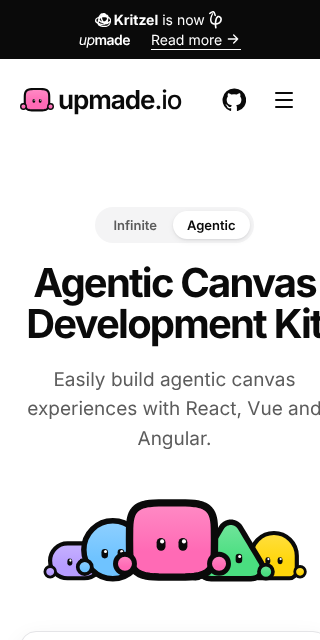 Kritzel is now
upmade Read more →
upmade.io
Infinite Agentic
Agentic Canvas
Development Kit
Easily build agentic canvas
experiences with React, Vue and
Angular.